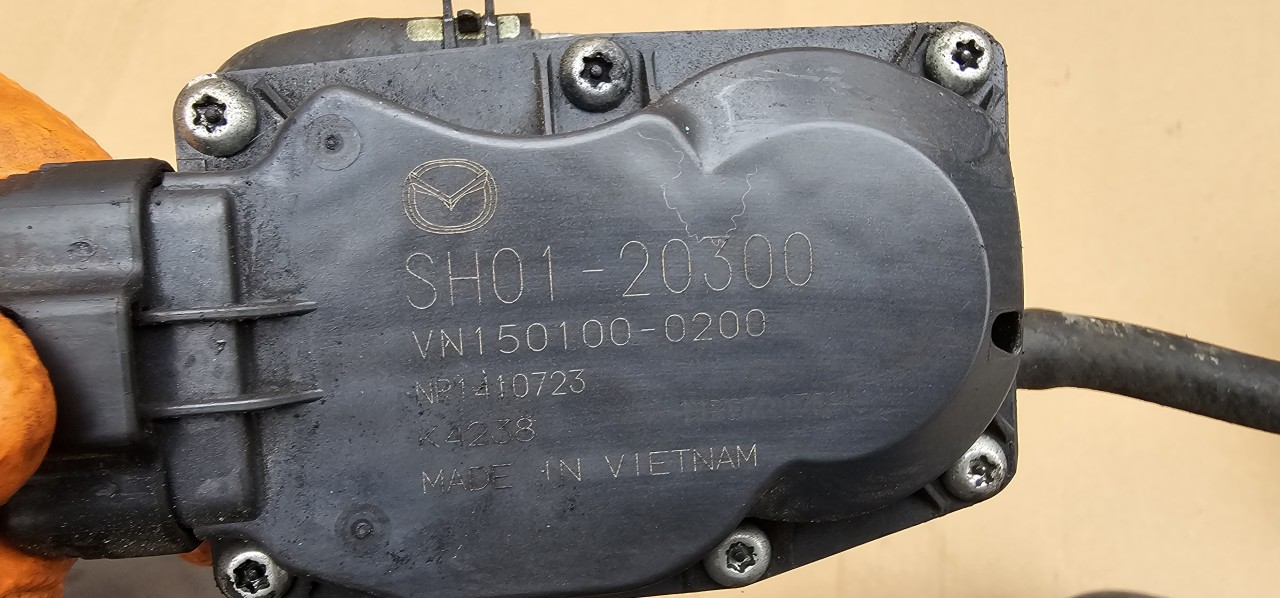 SH01-20300
VN150100-0200
NP1410723
K4238
MADE IN VIETNAM